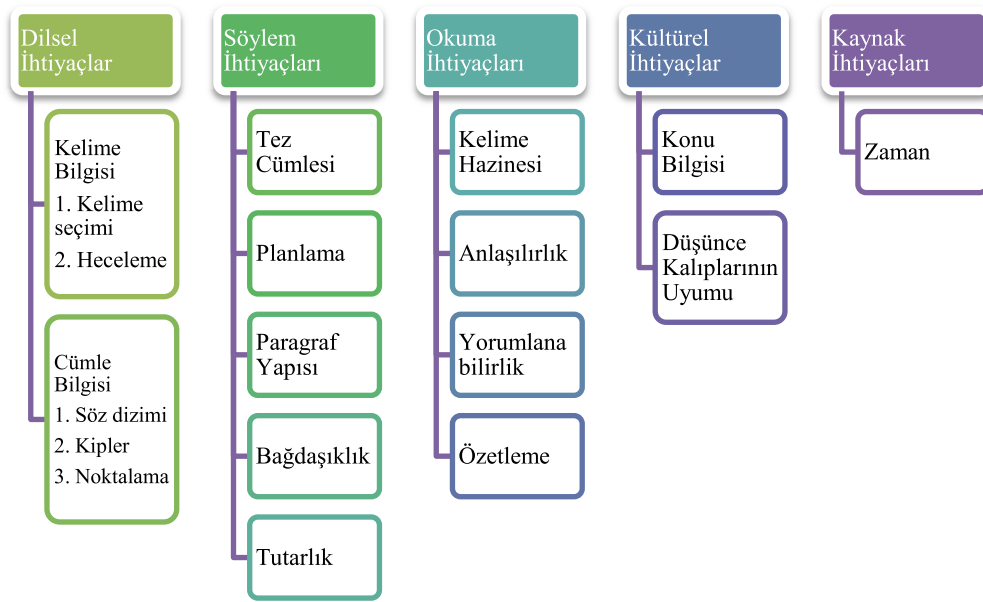 Dilsel
İhtiyaçlar
Kelime
Bilgisi
1. Kelime
seçimi
2. Heceleme
Cümle
Bilgisi
1. Söz dizimi
2. Kipler
3. Noktalama
Söylem
İhtiyaçları
Tez
Cümlesi
Planlama
Paragraf
Yapısı
Bağdaşıklık
Tutarlık
Okuma
İhtiyaçları
Kelime
Hazinesi
Anlaşılırlık
Yorumlana
bilirlik
Özetleme
Kültürel
İhtiyaçlar
Konu
Bilgisi
Düşünce
Kalıplarının
Uyumu
Kaynak
İhtiyaçları
Zaman